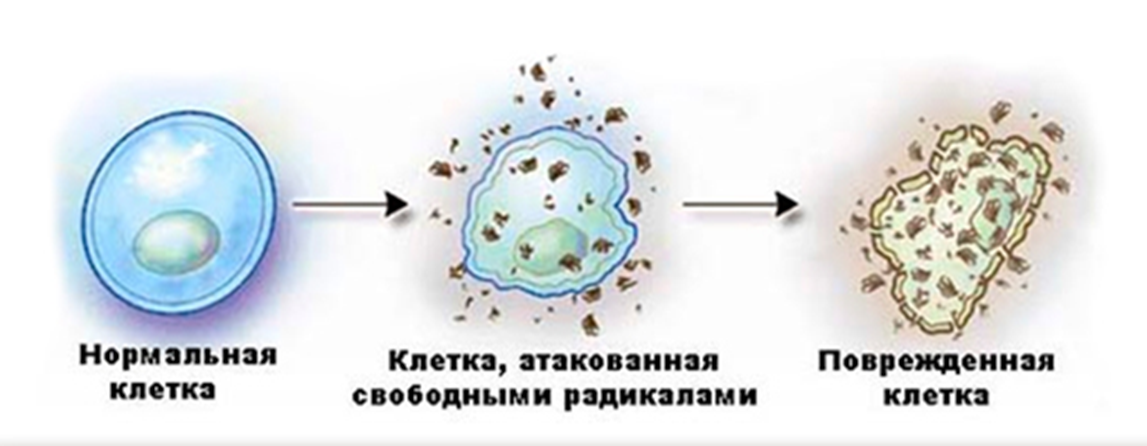 Нормальная
клетка
Клетка, атакованная
свободными радикалами
Поврежденная
клетка